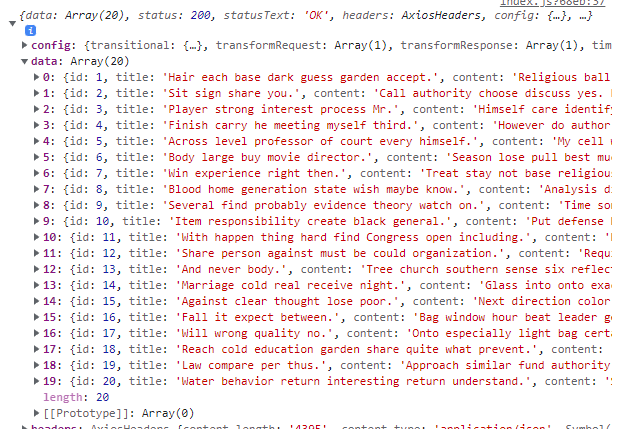 index.js?68eb:37
{data: Array(20), status: 200, statusText: 'OK', headers: AxiosHeaders, config: {…}, …}
i
config: {transitional: {…}, transformRequest: Array(1), transformResponse: Array(1), tim
data: Array(20)
0: {id: 1, title: 'Hair each base dark guess garden accept.', content: 'Religious ball
1: {id: 2, title: 'Sit sign share you.', content: 'Call authority choose discuss yes.
2: {id: 3, title: 'Player strong interest process Mr.', content: 'Himself care identify
3: {id: 4, title: 'Finish carry he meeting myself third.', content: 'However do author
4: {id: 5, title: 'Across level professor of court every himself.', content: 'My cell
5: {id: 6, title: 'Body large buy movie director.', content: 'Season lose pull best mu
6: {id: 7, title: 'Win experience right then.', content: 'Treat stay not base religiou
7: {id: 8, title: 'Blood home generation state wish maybe know.', content: 'Analysis d
8: {id: 9, title: 'Several find probably evidence theory watch on.', content: 'Time so
9: {id: 10, title: 'Item responsibility create black general.', content: 'Put defense
10: {id: 11, title: 'With happen thing hard find Congress open including.', content: '
11: {id: 12, title: 'Share person against must be could organization.', content: 'Requi
12: {id: 13, title: 'And never body.', content: 'Tree church southern sense six reflec
13: {id: 14, title: 'Marriage cold real receive night.', content: 'Glass into onto exa
14: {id: 15, title: 'Against clear thought lose poor.', content: 'Next direction color
15: {id: 16, title: 'Fall it expect between.', content: 'Bag window hour beat leader g
16: {id: 17, title: 'Will wrong quality no.', content: 'Onto especially light bag cert
17: {id: 18, title: 'Reach cold education garden share quite what prevent.', content:
18: {id: 19, title: 'Law compare per thus.', content: 'Approach similar fund authority
19: {id: 20, title: 'Water behavior return interesting return understand.', content: '
length: 20
[[Prototype]]: Array(0)
headers: AxiosHeaders {content-length: '4395', content-type: 'application/json', Symbol(